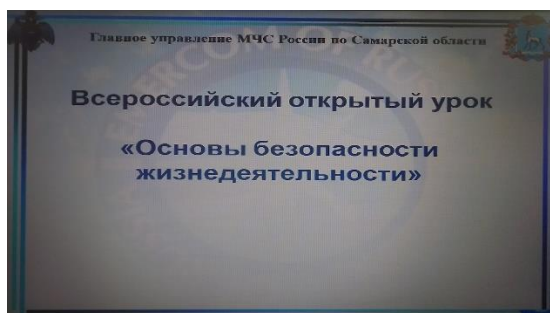 Главное управление МЧС России по Самарской области
Всероссийский открытый урок
«Основы безопасности
жизнедеятельности»